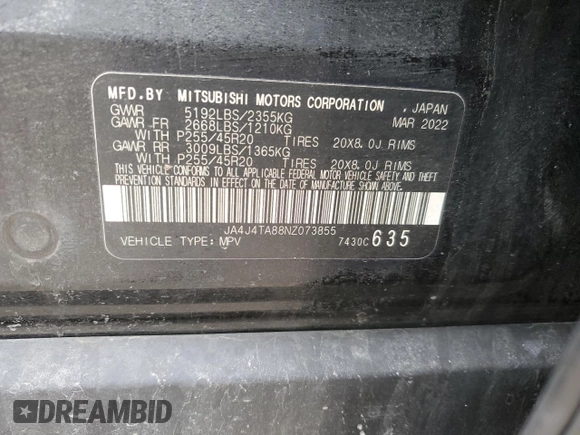 MFD.BY MITSUBISHI MOTORS CORPORATION , JAPAN
GVWR 5192LBS/2355KG MAR 2022
GAWR FR 2668LBS/1210KG
WITH P255/45R20 TIRES 20X8.0J RIMS
GAWR RR 3009LBS/1365KG
WITH P255/45R20 TIRES 20X8.0J RIMS
THIS VEHICLE CONFORMS TO ALL APPLICABLE FEDERAL MOTOR VEHICLE SAFETY AND THEFT
PREVENTION STANDARDS IN EFFECT ON THE DATE OF MANUFACTURE SHOWN ABOVE.
JA4J4TA88NZ073855
VEHICLE TYPE: MPV 7430C 635
DREAMBID